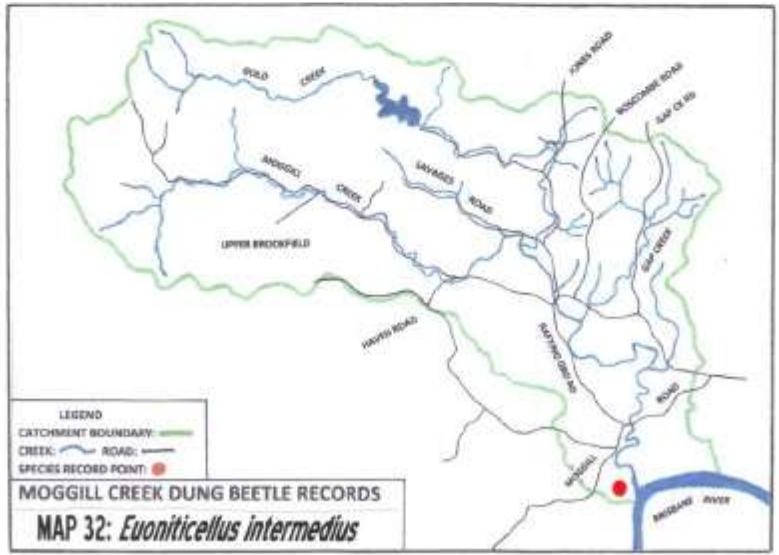 JONES ROAD
BOSCOMBE ROAD
GAP CK RD
GOLD CREEK
MOGGILL CREEK
SAVAGES ROAD
UPPER BROOKFIELD
GAP CREEK
HAVEN ROAD
RAFTING GRD RD
MOGGILL ROAD
BRISBANE RIVER
LEGEND
CATCHMENT BOUNDARY:
CREEK: ROAD:
SPECIES RECORD POINT:
MOGGILL CREEK DUNG BEETLE RECORDS
MAP 32: Euoniticellus intermedius